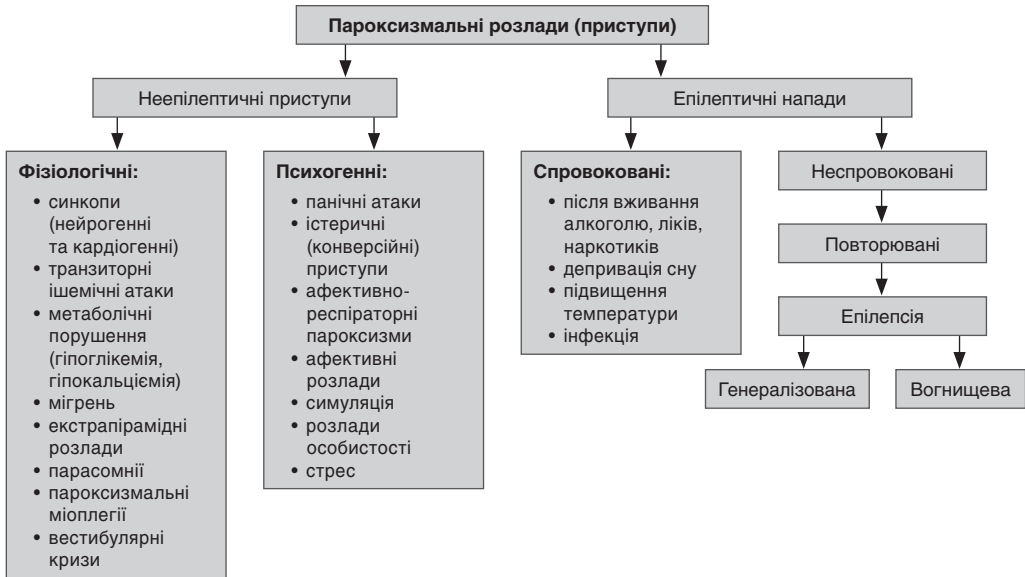 Пароксизмальні розлади (приступи)
Неепілептичні приступи
Епілептичні напади
Фізіологічні:
• синкопи
(нейрогенні
та кардіогенні)
• транзиторні
ішемічні атаки
• метаболічні
порушення
(гіпоглікемія,
гіпокальціємія)
• мігрень
• екстрапірамідні
розлади
• парасомнії
• пароксизмальні
міоплегії
• вестибулярні
кризи
Психогенні:
• панічні атаки
• істеричні
(конверсійні)
приступи
• афективно-
респіраторні
пароксизми
• афективні
розлади
• симуляція
• розлади
особистості
• стрес
Спровоковані:
• після вживання
алкоголю, ліків,
наркотиків
• депривація сну
• підвищення
температури
• інфекція
Неспровоковані
Повторювані
Епілепсія
Генералізована
Вогнищева